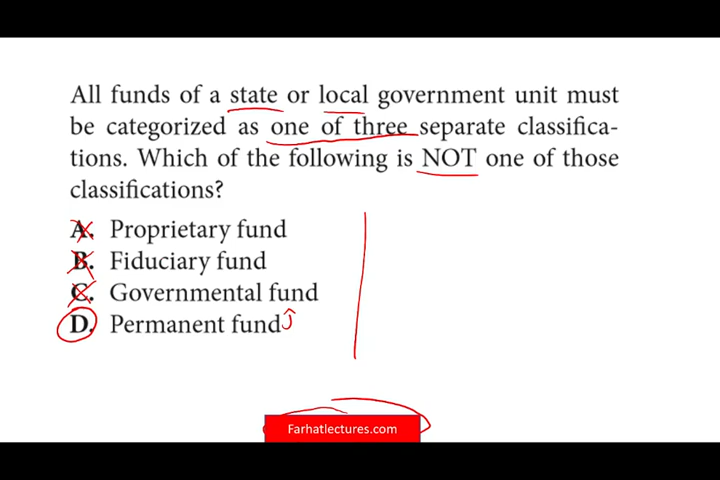 All funds of a state or local government unit must
be categorized as one of three separate classifica-
tions. Which of the following is NOT one of those
classifications?
A. Proprietary fund
B. Fiduciary fund
C. Governmental fund
D. Permanent fund
Farhatlectures.com